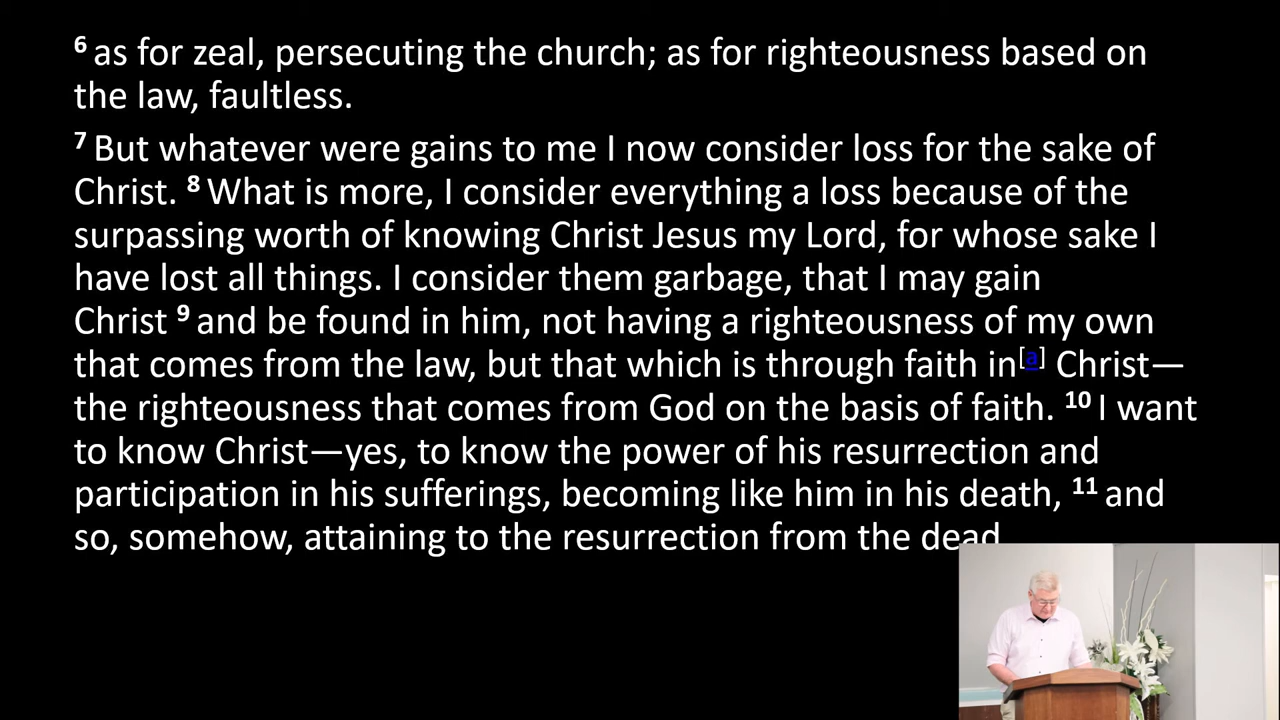 6 as for zeal, persecuting the church; as for righteousness based on
the law, faultless.
7 But whatever were gains to me I now consider loss for the sake of
Christ. 8 What is more, I consider everything a loss because of the
surpassing worth of knowing Christ Jesus my Lord, for whose sake I
have lost all things. I consider them garbage, that I may gain
Christ 9 and be found in him, not having a righteousness of my own
that comes from the law, but that which is through faith in[a] Christ—
the righteousness that comes from God on the basis of faith. 10 I want
to know Christ—yes, to know the power of his resurrection and
participation in his sufferings, becoming like him in his death, 11 and
so, somehow, attaining to the resurrection from the dead